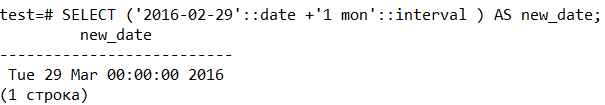 test=# SELECT ('2016-02-29'::date +'1 mon'::interval ) AS new_date;
new_date
--------------------------
Tue 29 Mar 00:00:00 2016
(1 строка)